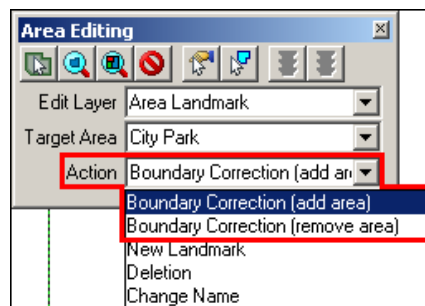 Area Editing
Edit Layer Area Landmark
Target Area City Park
Action Boundary Correction (add are
Boundary Correction (add area)
Boundary Correction (remove area)
New Landmark
Deletion
Change Name